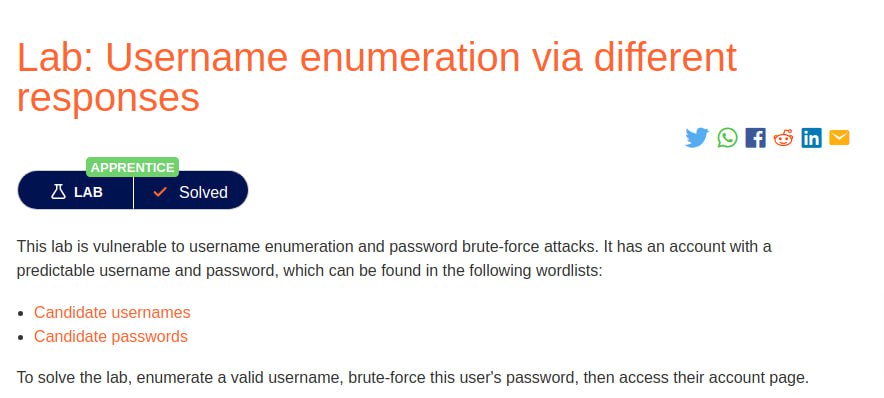 Lab: Username enumeration via different
responses
APPRENTICE
LAB
Solved
This lab is vulnerable to username enumeration and password brute-force attacks. It has an account with a
predictable username and password, which can be found in the following wordlists:
• Candidate usernames
• Candidate passwords
To solve the lab, enumerate a valid username, brute-force this user's password, then access their account page.